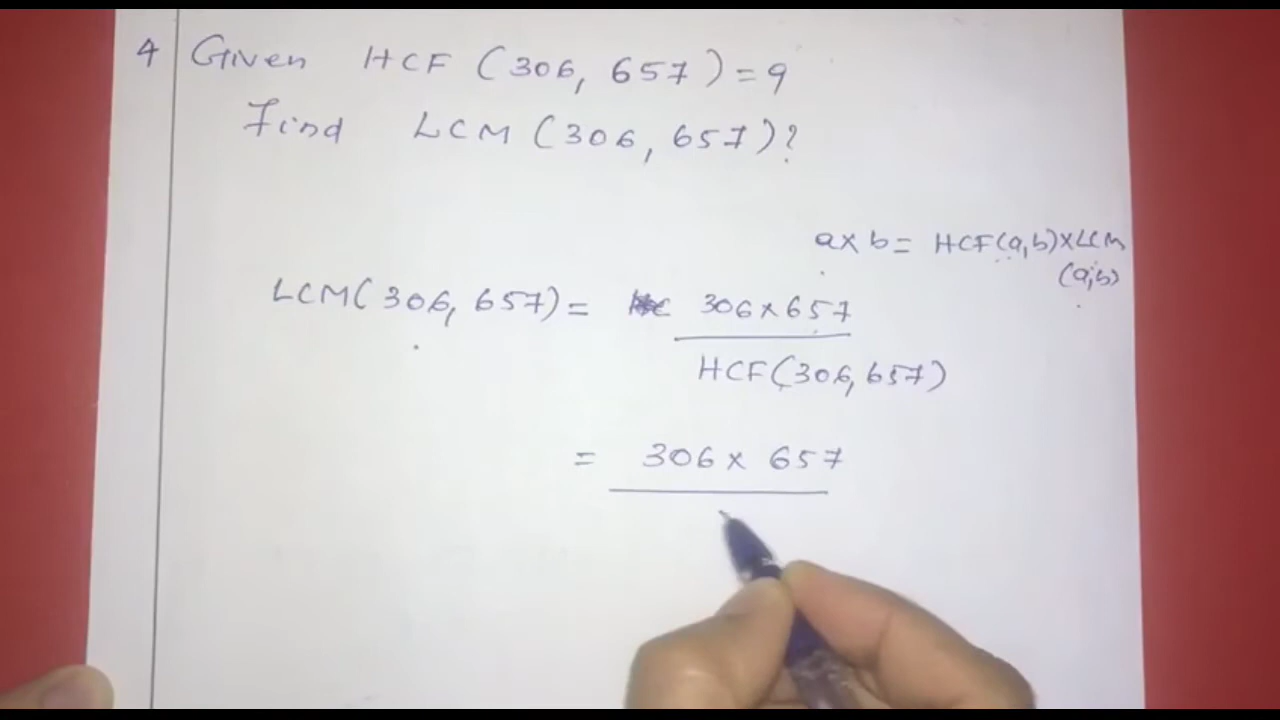 4 Given HCF (306, 657) = 9
Find LCM (306, 657)?
a x b = HCF(a,b) x LCM
(a,b)
LCM(306, 657) = 306 x 657
HCF(306, 657)
= 306 x 657